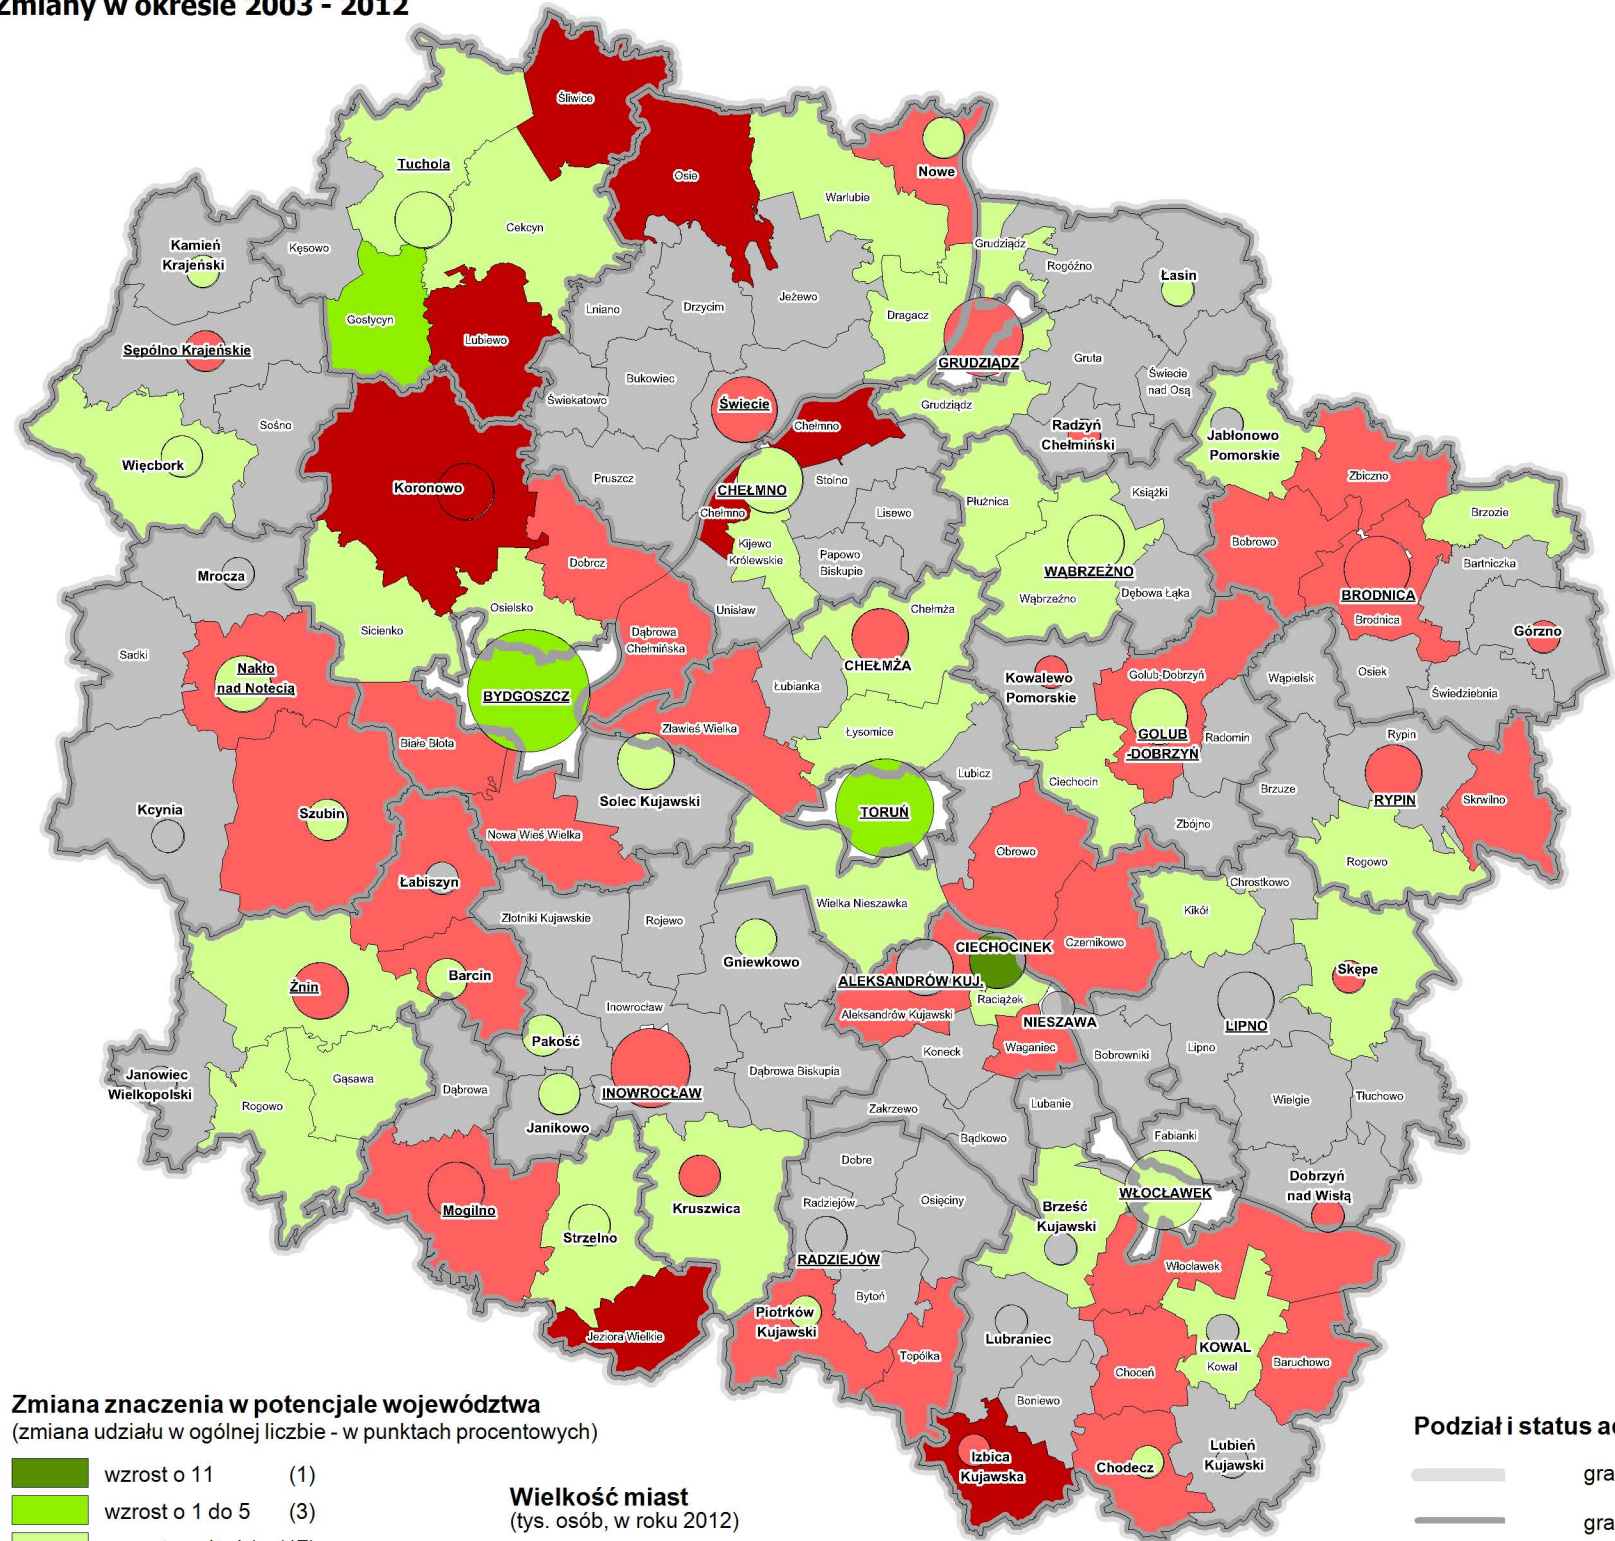 Zmiany w okresie 2003 - 2012
Śliwice
Osie
Tuchola
Nowe
Warlubie
Cekcyn
Grudziądz
Kamień
Krajeński
Kęsowo
Rogóźno
Łasin
Jeżewo
Lniano
Drzycim
Gostycyn
Dragacz
Lubiewo
Sępólno Krajeńskie
GRUDZIĄDZ
Gruta
Świecie
nad Osą
Bukowiec
Świekatowo
Świecie
Grudziądz
Sośno
Chełmno
Radzyń
Chełmiński
Jabłonowo
Pomorskie
Więcbork
Zbiczno
Pruszcz
Stolno
Koronowo
CHEŁMNO
Książki
Płużnica
Chełmno
Lisewo
Brzozie
Kijewo
Królewskie
Bobrowo
Papowo
Biskupie
Dobrcz
Bartniczka
Mrocza
WĄBRZEŹNO
Dębowa Łąka
BRODNICA
Wąbrzeźno
Osielsko
Unisław
Chełmża
Brodnica
Sicienko
Górzno
Dąbrowa
Chełmińska
Sadki
CHEŁMŻA
Nakło
nad Notecią
Kowalewo
Pomorskie
Golub-Dobrzyń
Wąpielsk
Osiek
Łubianka
Świedziebnia
BYDGOSZCZ
Zławieś Wielka
Łysomice
GOLUB
-DOBRZYŃ
Radomin
Rypin
Białe Błota
Lubicz
Ciechocin
Brzuze
Solec Kujawski
RYPIN
Skrwilno
Kcynia
Szubin
TORUŃ
Zbójno
Nowa Wieś Wielka
Obrowo
Rogowo
Łabiszyn
Chrostkowo
Wielka Nieszawka
Kikół
Złotniki Kujawskie
Rojewo
Czernikowo
CIECHOCINEK
Gniewkowo
Skępe
Barcin
ALEKSANDRÓW KUJ.
Żnin
Raciążek
Inowrocław
Aleksandrów Kujawski
NIESZAWA
LIPNO
Pakość
Koneck
Waganiec
Bobrowniki
Lipno
Janowiec
Wielkopolski
Gąsawa
Dąbrowa
INOWROCŁAW
Dąbrowa Biskupia
Rogowo
Zakrzewo
Lubanie
Wielgie
Tłuchowo
Janikowo
Bądkowo
Fabianki
Dobre
Dobrzyń
nad Wisłą
WŁOCŁAWEK
Mogilno
Kruszwica
Radziejów
Osięciny
Brześć
Kujawski
Strzelno
RADZIEJÓW
Włocławek
Bytoń
Piotrków
Kujawski
Jeziora Wielkie
Lubraniec
KOWAL
Kowal
Topólka
Choceń
Baruchowo
Boniewo
Zmiana znaczenia w potencjale województwa
(zmiana udziału w ogólnej liczbie - w punktach procentowych)
Izbica
Kujawska
Chodecz
Lubień
Kujawski
Podział i status
wzrost o 11 (1)
wzrost o 1 do 5 (3)
Wielkość miast
(tys. osób, w roku 2012)
gra
gra